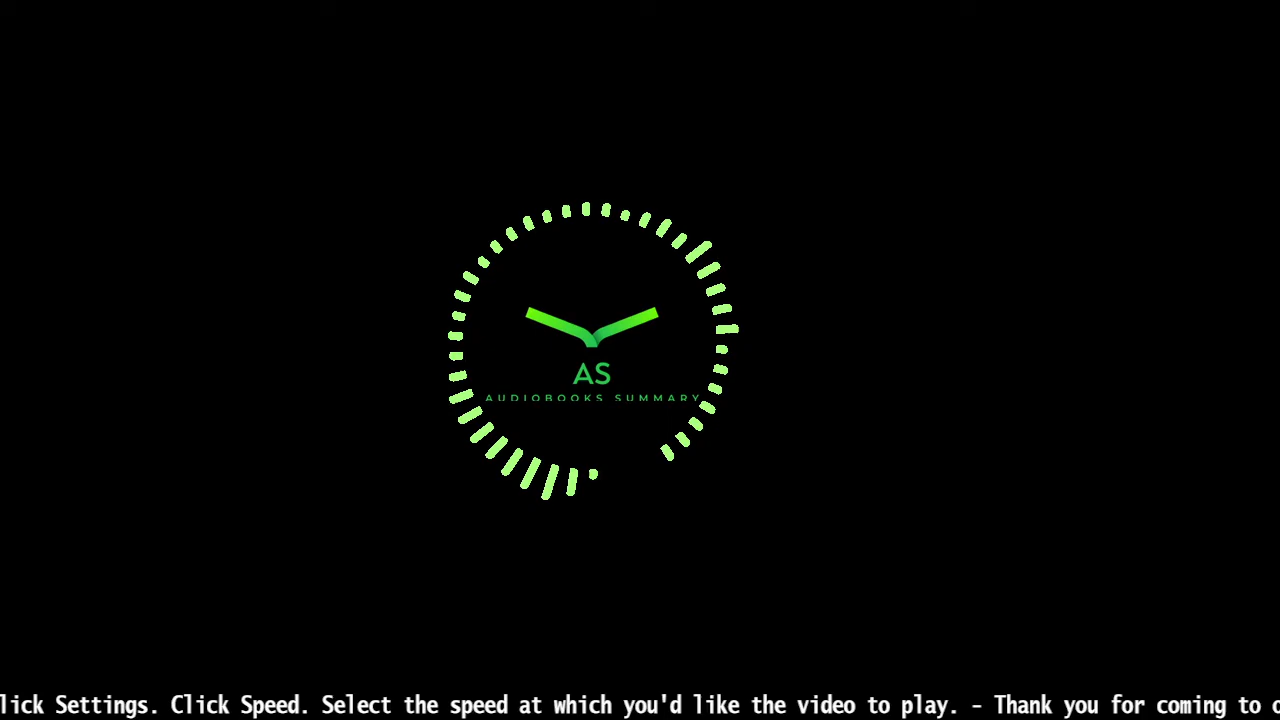 AS
AUDIOBOOKS SUMMARY
Settings. Click Speed. Select the speed at which you'd like the video to play. - Thank you for coming to